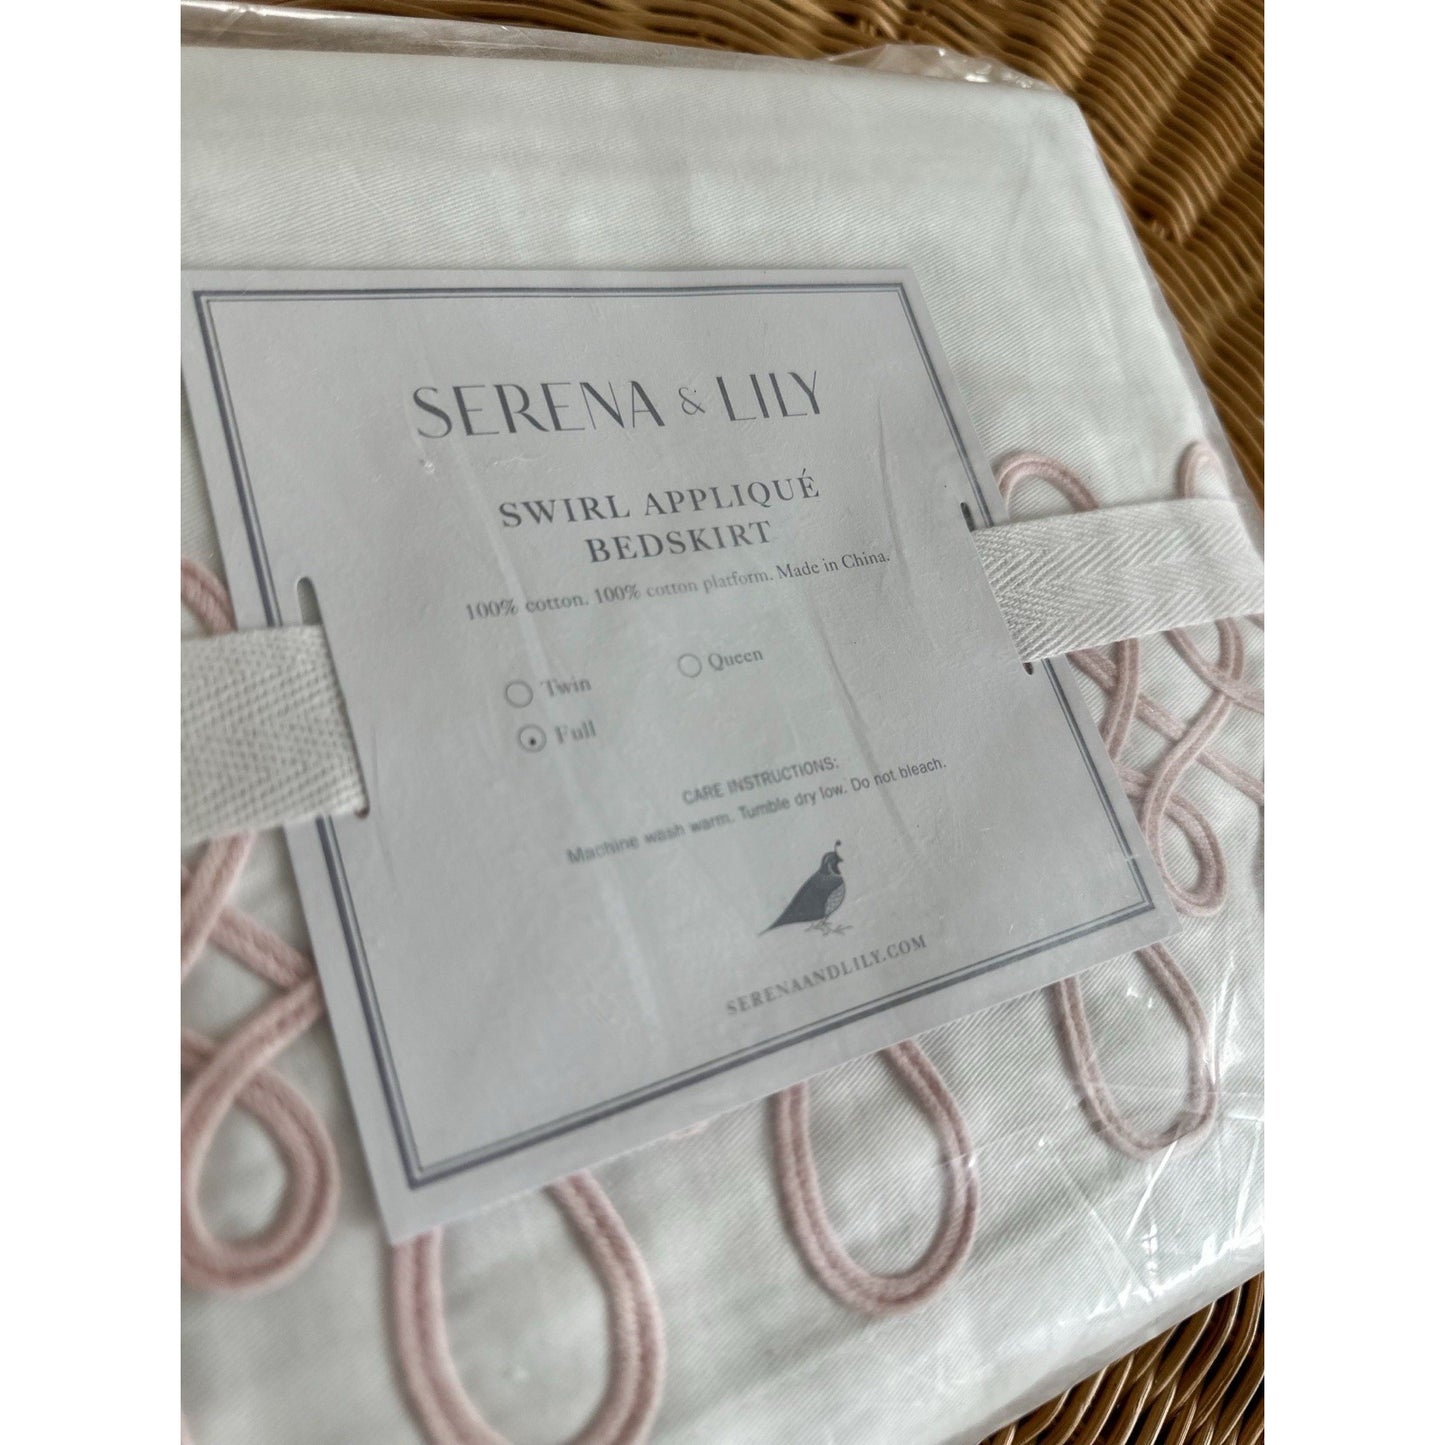 SERENA & LILY
SWIRL APPLIQUÉ
BEDSKIRT
100% cotton. 100% cotton platform. Made in China.
Twin
Queen
Full
CARE INSTRUCTIONS:
Machine wash warm. Tumble dry low. Do not bleach.
SERENAANDLILY.COM